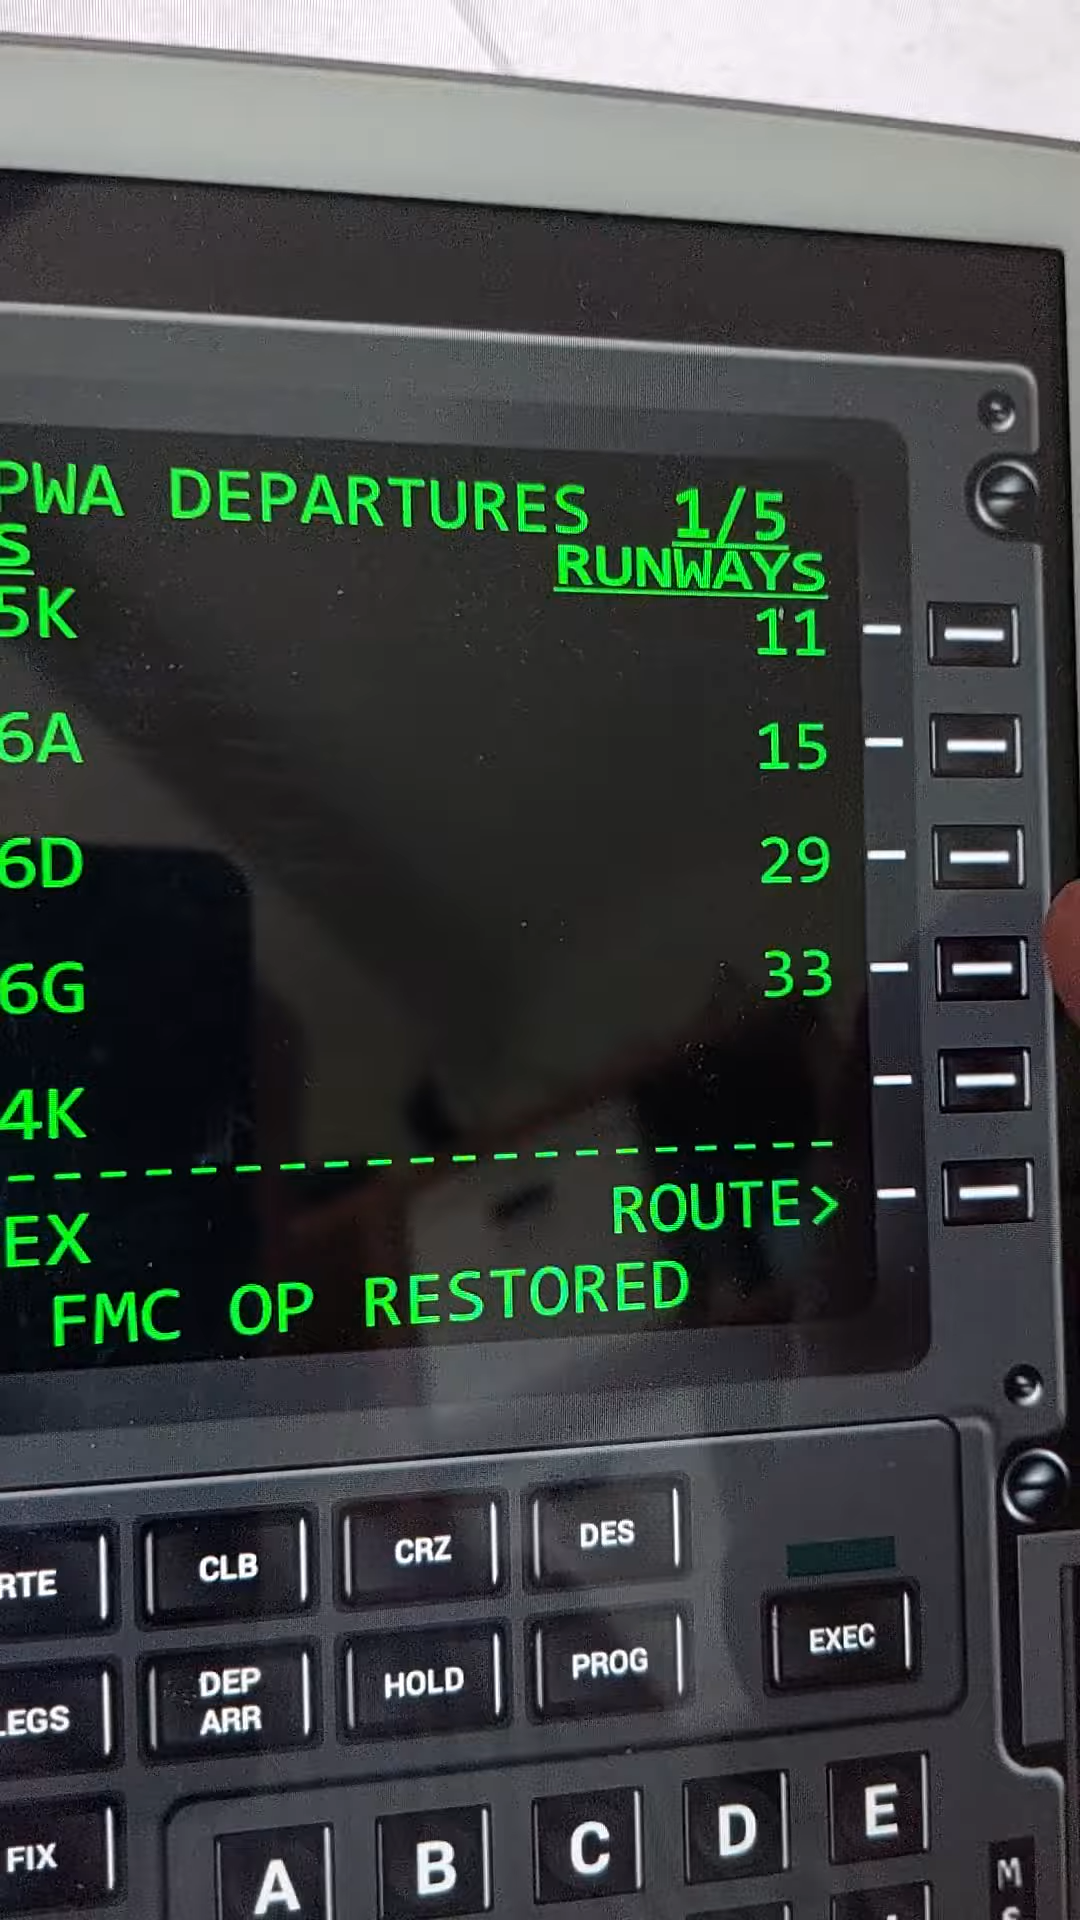 PWA DEPARTURES 1/5
S RUNWAYS
5K 11
6A 15
6D 29
6G 33
4K
EX ROUTE>
FMC OP RESTORED
RTE CLB CRZ DES
EXEC
LEGS DEP ARR HOLD PROG
FIX
A B C D E
M